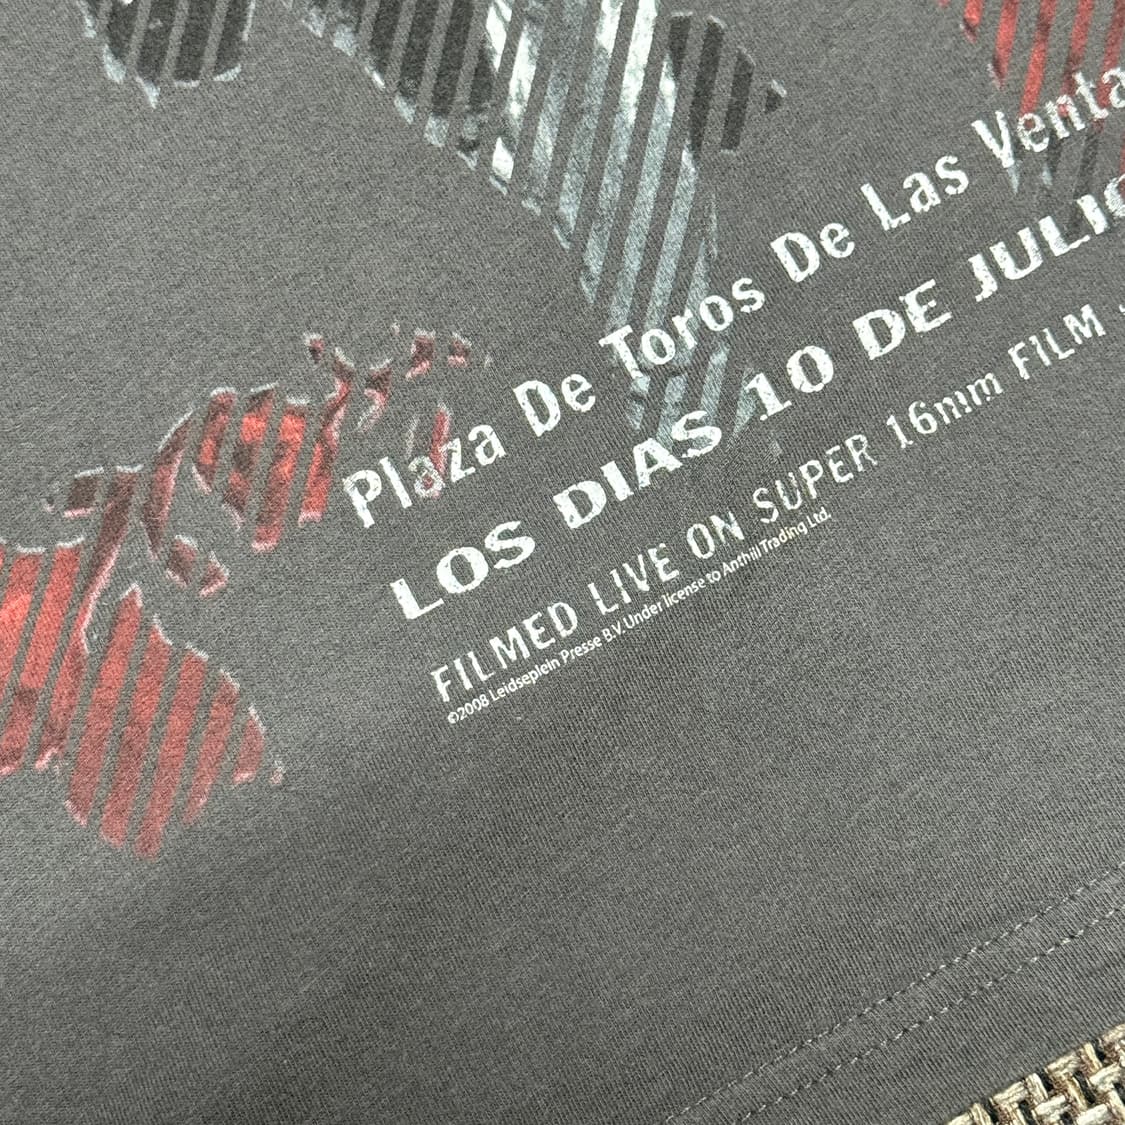 Plaza De Toros De Las Venta
LOS DIAS 10 DE JULIO
FILMED LIVE ON SUPER 16mm FILM
©2008 Leidseplein Presse B.V. Under license to Anthill Trading Ltd.